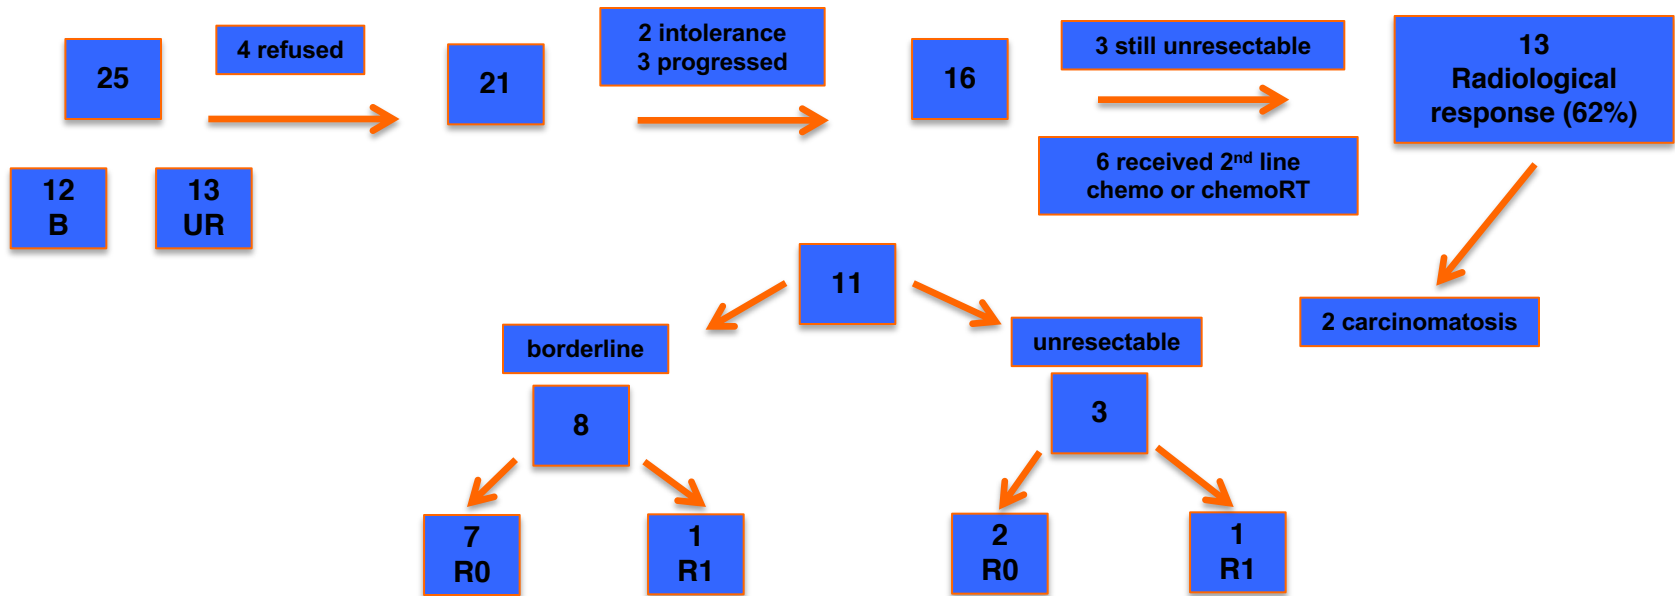 25
4 refused
21
2 intolerance
3 progressed
16
3 still unresectable
13
Radiological
response (62%)
12
B
13
UR
6 received 2nd line
chemo or chemoRT
11
2 carcinomatosis
borderline
unresectable
8
3
7
R0
1
R1
2
R0
1
R1